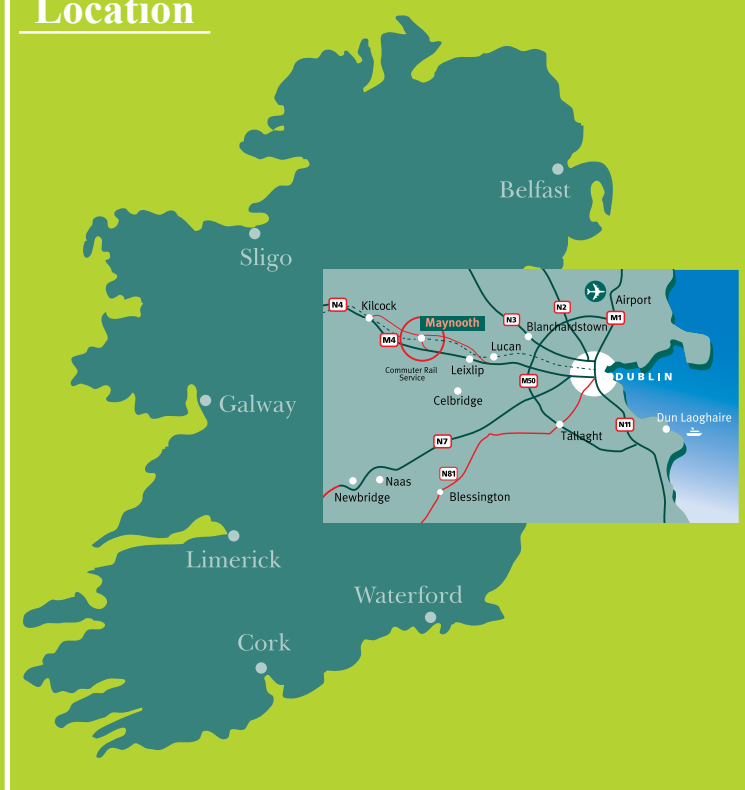 Location
Belfast
Sligo
Galway
Limerick
Waterford
Cork
N4
Kilcock
Maynooth
M4
Commuter Rail
Service
Leixlip
Lucan
Celbridge
N3
N2
Airport
M1
Blanchardstown
M50
DUBLIN
Dun Laoghaire
N11
Tallaght
N7
N81
Naas
Newbridge
Blessington